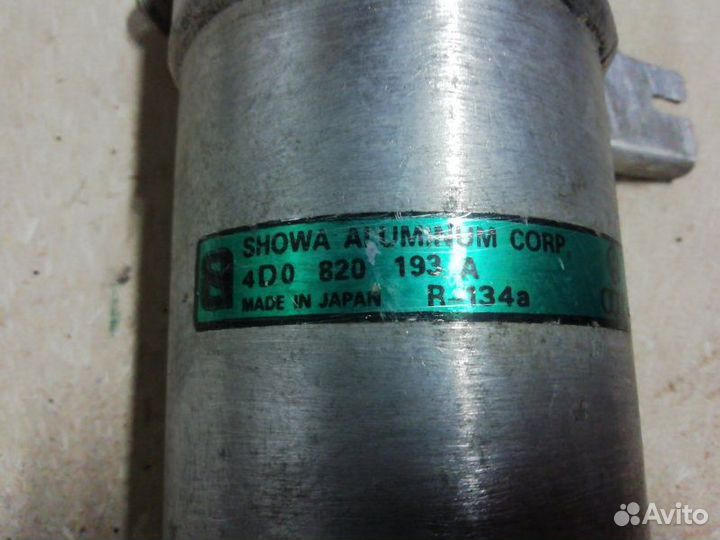 SHOWA ALUMINUM CORP.
4D0 820 193 A
MADE IN JAPAN R-134a
Avito